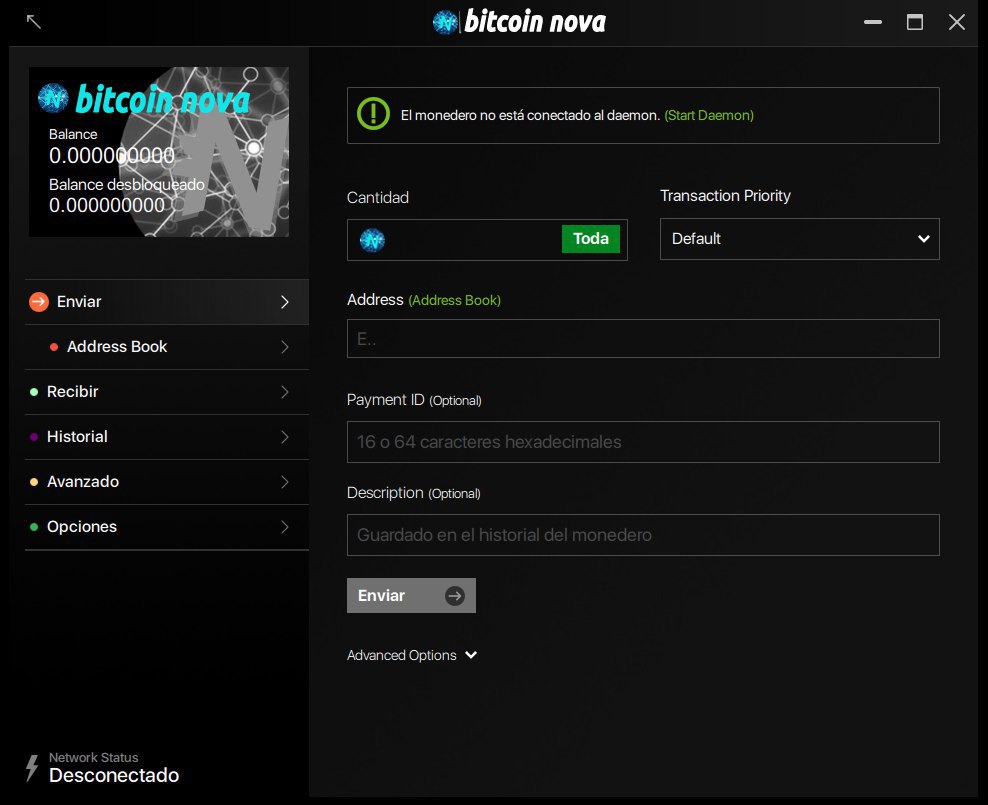 bitcoin nova
bitcoin nova
Balance
0.000000000
Balance desbloqueado
0.000000000
Enviar
Address Book
Recibir
Historial
Avanzado
Opciones
Network Status
Desconectado
El monedero no está conectado al daemon. (Start Daemon)
Cantidad
Toda
Transaction Priority
Default
Address (Address Book)
E..
Payment ID (Optional)
16 o 64 caracteres hexadecimales
Description (Optional)
Guardado en el historial del monedero
Enviar
Advanced Options